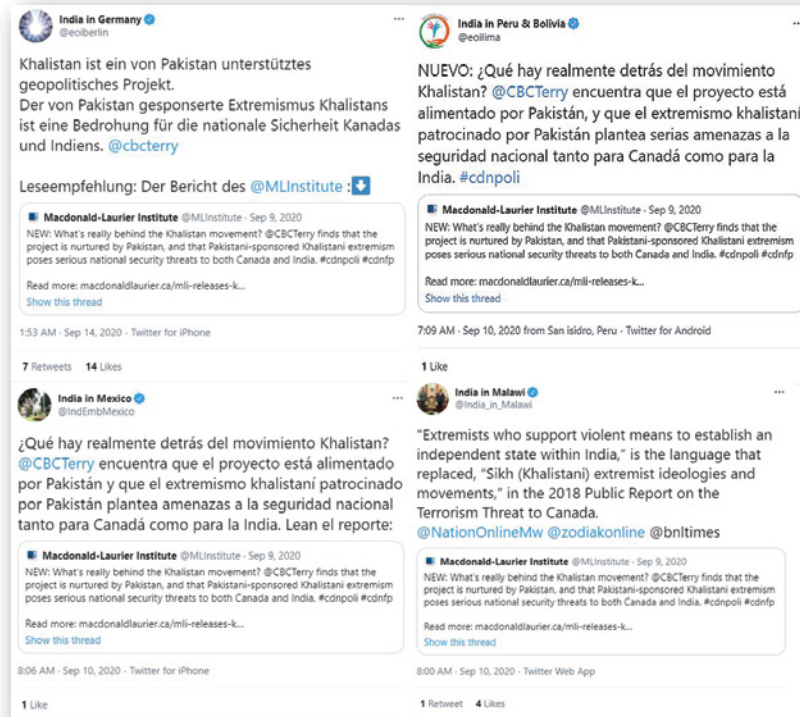 India in Germany
@eoiberlin
Khalistan ist ein von Pakistan unterstütztes
geopolitisches Projekt.
Der von Pakistan gesponserte Extremismus Khalistans
ist eine Bedrohung für die nationale Sicherheit Kanadas
und Indiens. @cbcterry
Leseempfehlung: Der Bericht des @MLInstitute :⬇
Macdonald-Laurier Institute @MLInstitute · Sep 9, 2020
NEW: What's really behind the Khalistan movement? @CBCTerry finds that the
project is nurtured by Pakistan, and that Pakistani-sponsored Khalistani extremism
poses serious national security threats to both Canada and India. #cdnpoli #cdnfp
Read more: macdonaldlaurier.ca/mli-releases-k...
Show this thread
1:53 AM · Sep 14, 2020 · Twitter for iPhone
7 Retweets 14 Likes
India in Peru & Bolivia
@eoilima
NUEVO: ¿Qué hay realmente detrás del movimiento
Khalistan? @CBCTerry encuentra que el proyecto está
alimentado por Pakistán, y que el extremismo khalistaní
patrocinado por Pakistán plantea serias amenazas a la
seguridad nacional tanto para Canadá como para la
India. #cdnpoli
Macdonald-Laurier Institute @MLInstitute · Sep 9, 2020
NEW: What's really behind the Khalistan movement? @CBCTerry finds that the
project is nurtured by Pakistan, and that Pakistani-sponsored Khalistani extremism
poses serious national security threats to both Canada and India. #cdnpoli #cdnfp
Read more: macdonaldlaurier.ca/mli-releases-k...
Show this thread
7:09 AM · Sep 10, 2020 from San isidro, Peru · Twitter for Android
1 Like
India in Mexico
@IndEmbMexico
¿Qué hay realmente detrás del movimiento Khalistan?
@CBCTerry encuentra que el proyecto está alimentado
por Pakistán y que el extremismo khalistaní patrocinado
por Pakistán plantea amenazas a la seguridad nacional
tanto para Canadá como para la India. Lean el reporte:
Macdonald-Laurier Institute @MLInstitute · Sep 9, 2020
NEW: What's really behind the Khalistan movement? @CBCTerry finds that the
project is nurtured by Pakistan, and that Pakistani-sponsored Khalistani extremism
poses serious national security threats to both Canada and India. #cdnpoli #cdnfp
Read more: macdonaldlaurier.ca/mli-releases-k...
Show this thread
8:06 AM · Sep 10, 2020 · Twitter for iPhone
1 Like
India in Malawi
@India_in_Malawi
"Extremists who support violent means to establish an
independent state within India," is the language that
replaced, "Sikh (Khalistani) extremist ideologies and
movements," in the 2018 Public Report on the
Terrorism Threat to Canada.
@NationOnlineMw @zodiakonline @bnltimes
Macdonald-Laurier Institute @MLInstitute · Sep 9, 2020
NEW: What's really behind the Khalistan movement? @CBCTerry finds that the
project is nurtured by Pakistan, and that Pakistani-sponsored Khalistani extremism
poses serious national security threats to both Canada and India. #cdnpoli #cdnfp
Read more: macdonaldlaurier.ca/mli-releases-k...
Show this thread
8:00 AM · Sep 10, 2020 · Twitter Web App
1 Retweet 4 Likes